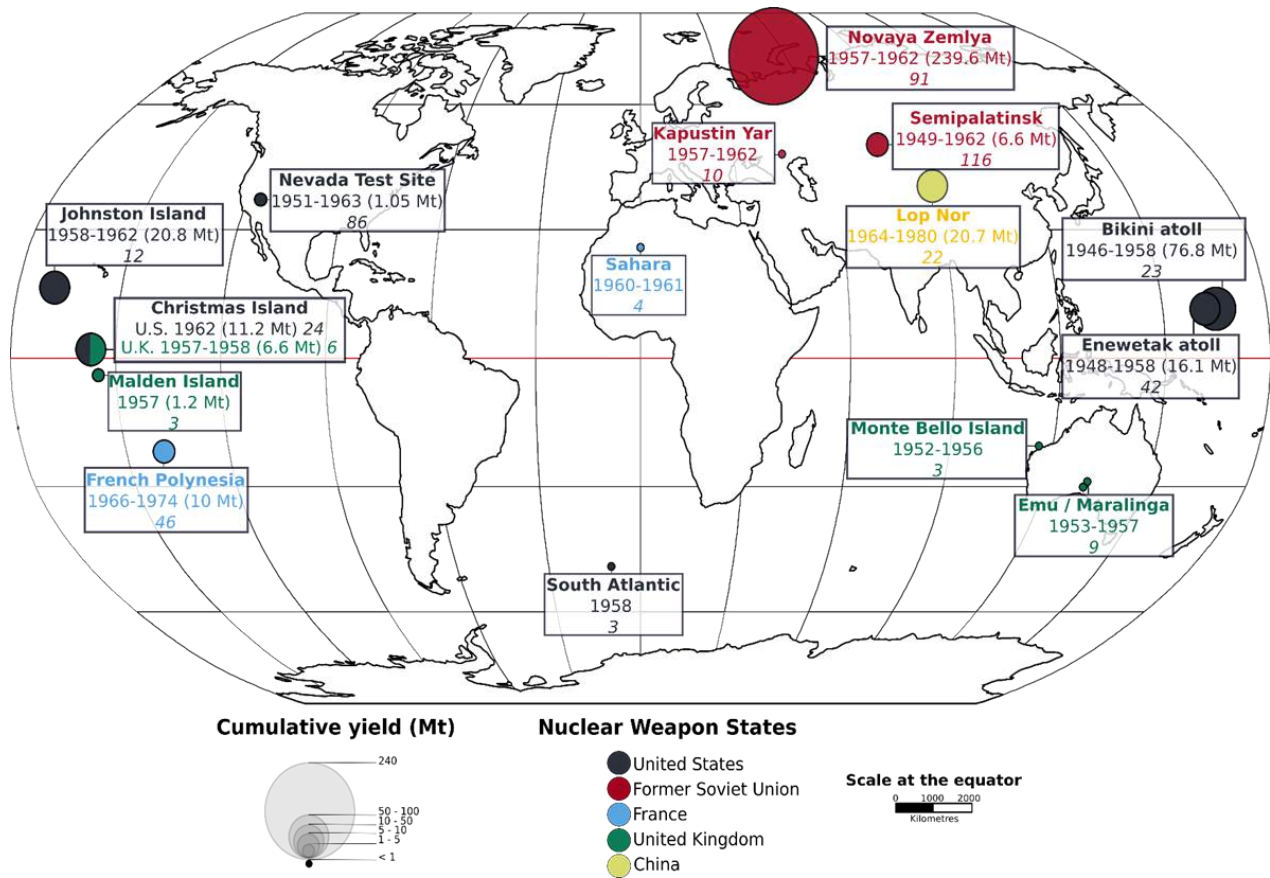 Novaya Zemlya
1957-1962 (239.6 Mt)
91
Semipalatinsk
1949-1962 (6.6 Mt)
116
Kapustin Yar
1957-1962
10
Nevada Test Site
1951-1963 (1.05 Mt)
86
Johnston Island
1958-1962 (20.8 Mt)
12
Lop Nor
1964-1980 (20.7 Mt)
22
Bikini atoll
1946-1958 (76.8 Mt)
23
Sahara
1960-1961
4
Christmas Island
U.S. 1962 (11.2 Mt) 24
U.K. 1957-1958 (6.6 Mt) 6
Enewetak atoll
1948-1958 (16.1 Mt)
42
Malden Island
1957 (1.2 Mt)
3
Monte Bello Island
1952-1956
3
French Polynesia
1966-1974 (10 Mt)
46
Emu / Maralinga
1953-1957
9
South Atlantic
1958
3
Cumulative yield (Mt)
240
50 - 100
10 - 50
5 - 10
1 - 5
< 1
Nuclear Weapon States
United States
Former Soviet Union
France
United Kingdom
China
Scale at the equator
0 1000 2000
Kilometres